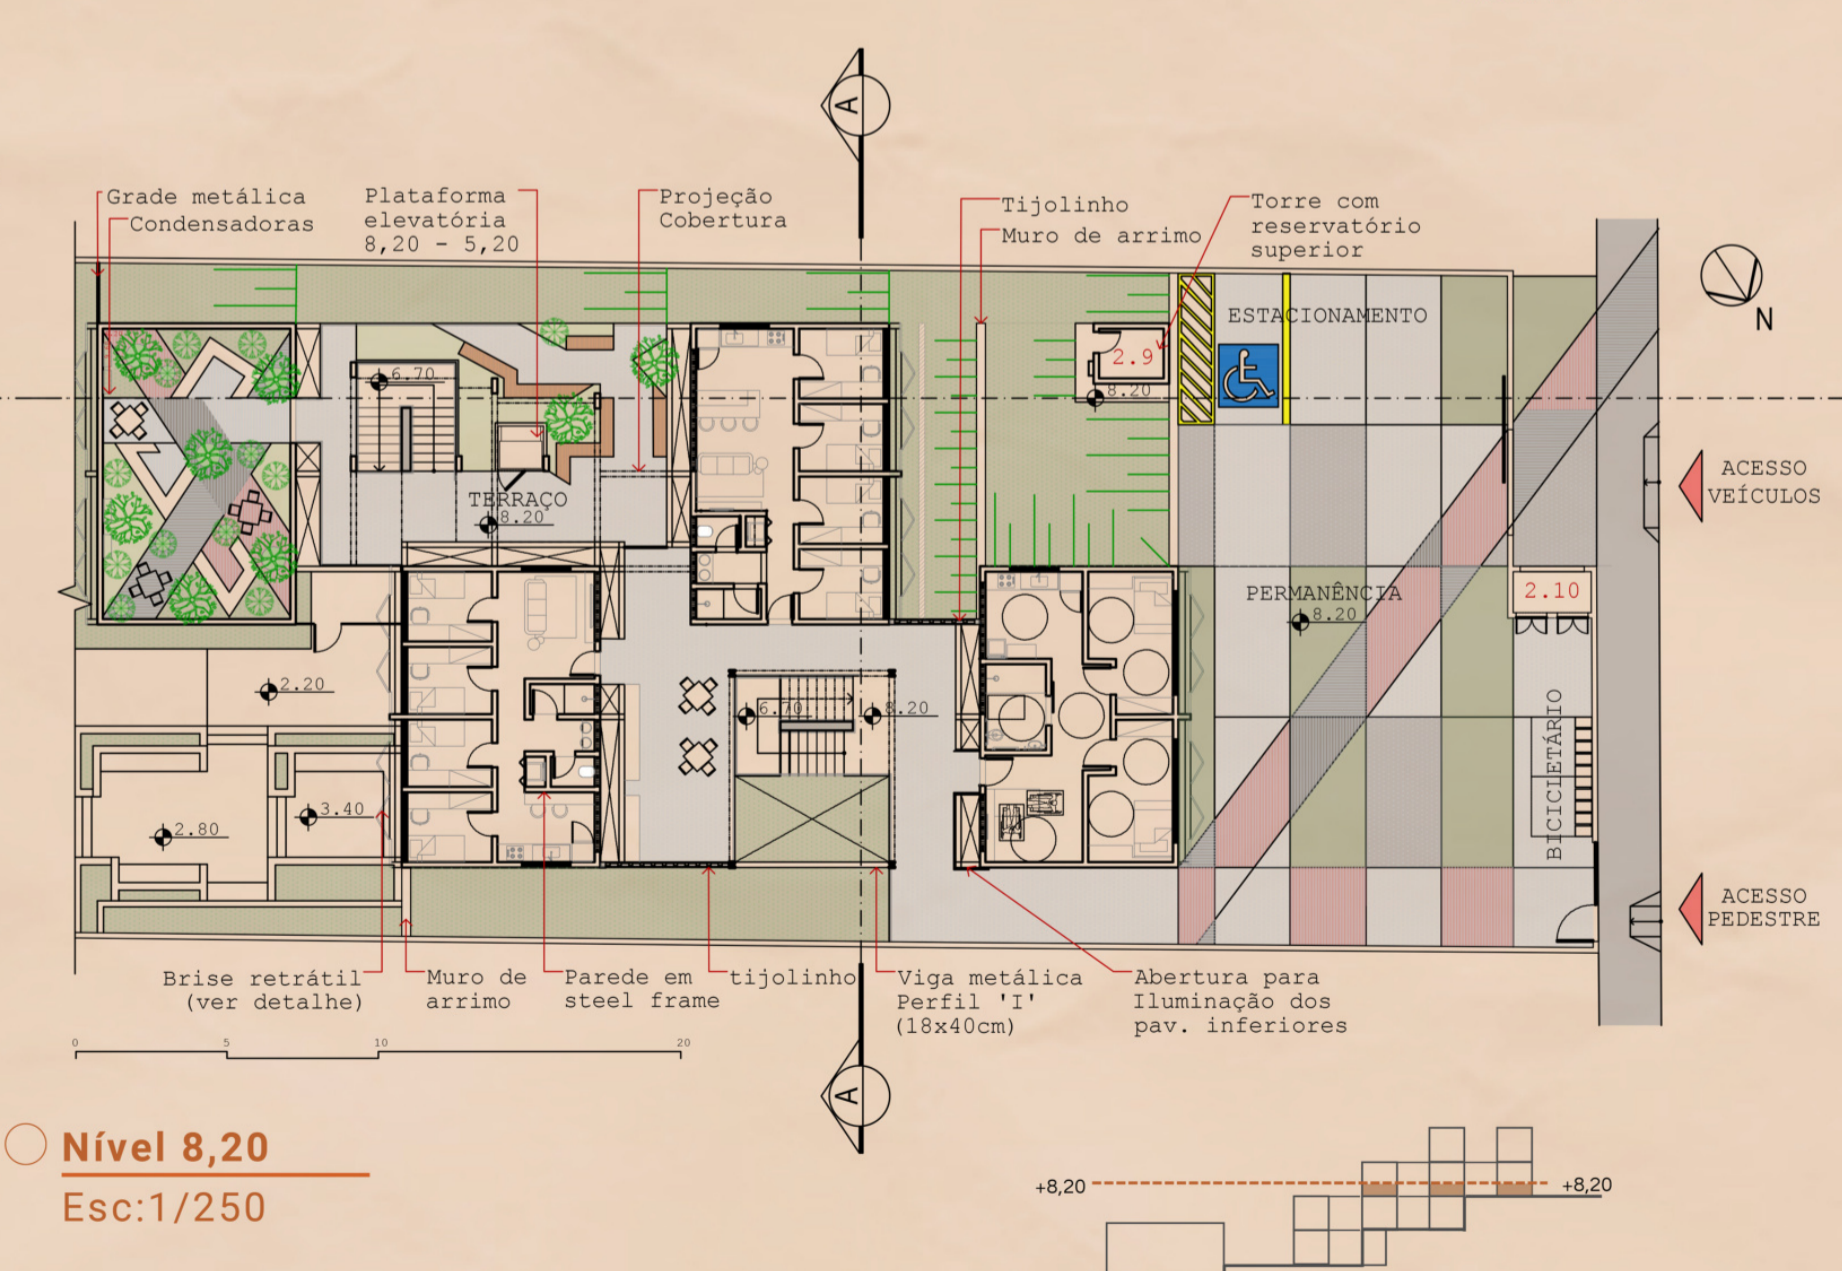 A
Grade metálica
Condensadoras
Plataforma
elevatória
8,20 - 5,20
Projeção
Cobertura
Tijolinho
Muro de arrimo
Torre com
reservatório
superior
N
ESTACIONAMENTO
2.9
8.20
6.70
TERRAÇO
8.20
ACESSO
VEÍCULOS
PERMANÊNCIA
8.20
2.10
2.20
6.70
8.20
BICICLETÁRIO
3.40
2.80
ACESSO
PEDESTRE
Brise retrátil
(ver detalhe)
Muro de
arrimo
Parede em
steel frame
tijolinho
Viga metálica
Perfil 'I'
(18x40cm)
Abertura para
Iluminação dos
pav. inferiores
0 5 10 20
A
Nível 8,20
Esc:1/250
+8,20
+8,20